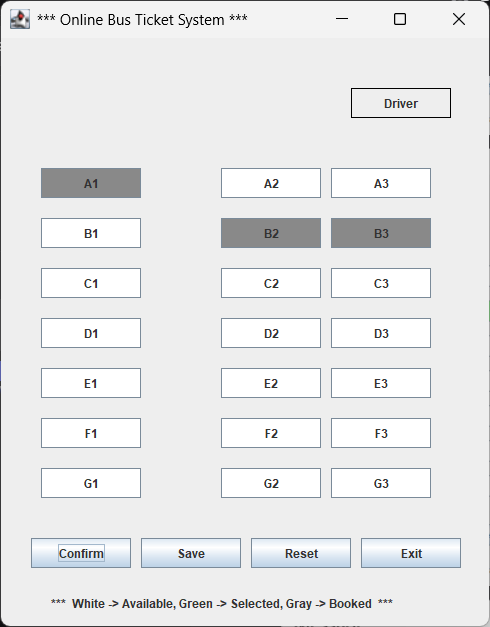 *** Online Bus Ticket System ***
Driver
A1 A2 A3
B1 B2 B3
C1 C2 C3
D1 D2 D3
E1 E2 E3
F1 F2 F3
G1 G2 G3
Confirm Save Reset Exit
*** White -> Available, Green -> Selected, Gray -> Booked ***